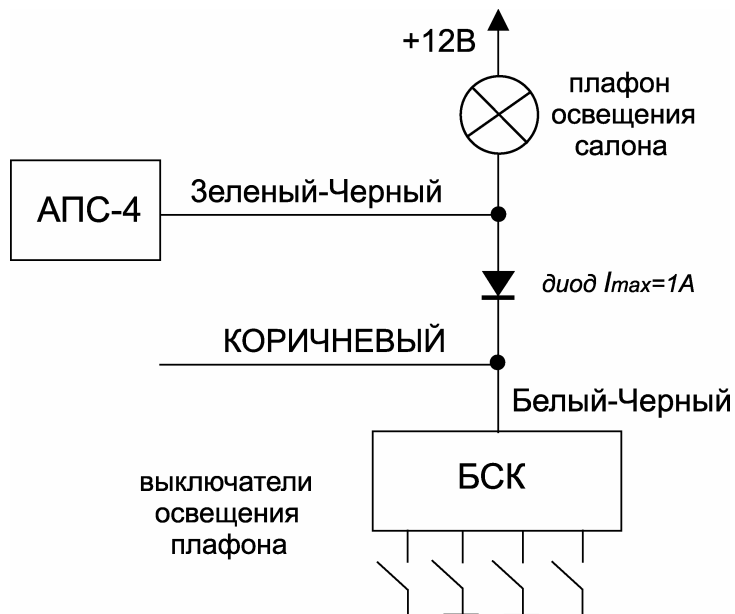 +12В
плафон
освещения
салона
АПС-4
Зеленый-Черный
диод Imax=1А
КОРИЧНЕВЫЙ
Белый-Черный
БСК
выключатели
освещения
плафона